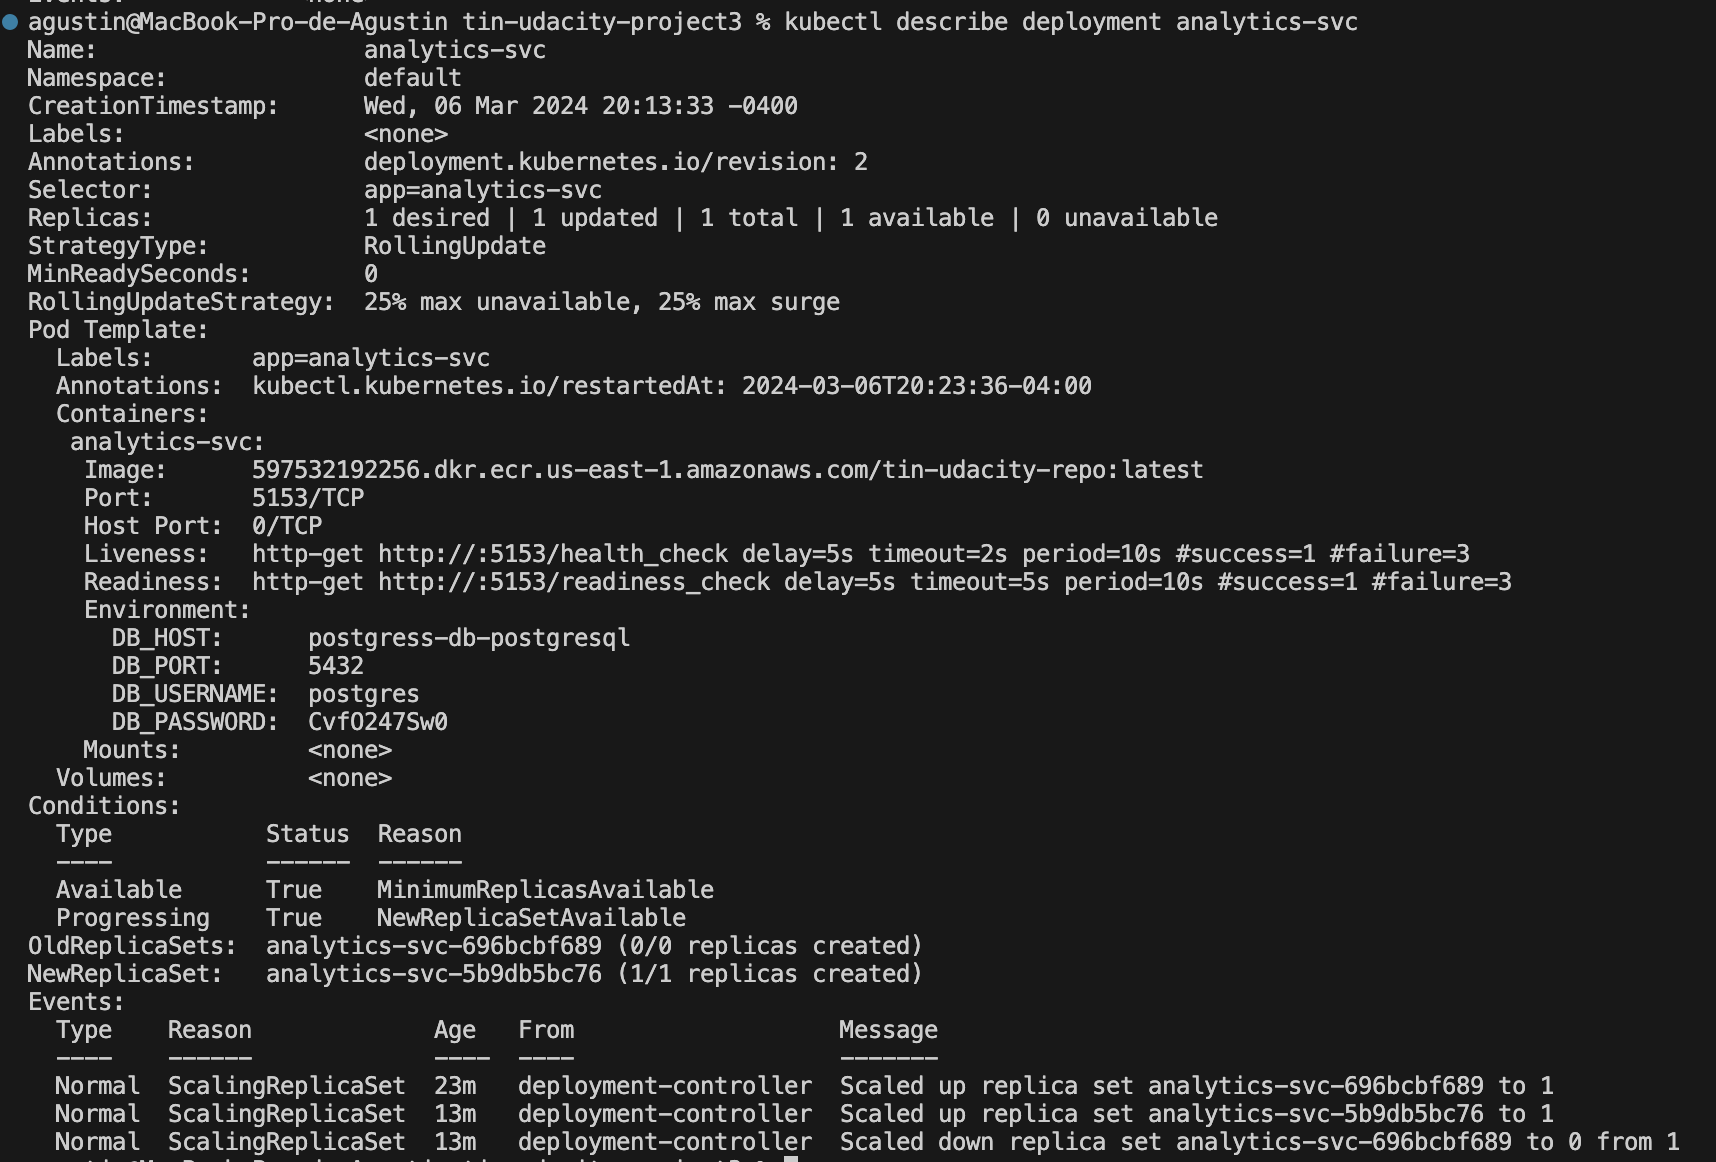 agustin@MacBook-Pro-de-Agustin tin-udacity-project3 % kubectl describe deployment analytics-svc
Name:                   analytics-svc
Namespace:              default
CreationTimestamp:      Wed, 06 Mar 2024 20:13:33 -0400
Labels:                 <none>
Annotations:            deployment.kubernetes.io/revision: 2
Selector:               app=analytics-svc
Replicas:               1 desired | 1 updated | 1 total | 1 available | 0 unavailable
StrategyType:           RollingUpdate
MinReadySeconds:        0
RollingUpdateStrategy:  25% max unavailable, 25% max surge
Pod Template:
  Labels:       app=analytics-svc
  Annotations:  kubectl.kubernetes.io/restartedAt: 2024-03-06T20:23:36-04:00
  Containers:
   analytics-svc:
    Image:      597532192256.dkr.ecr.us-east-1.amazonaws.com/tin-udacity-repo:latest
    Port:       5153/TCP
    Host Port:  0/TCP
    Liveness:   http-get http://:5153/health_check delay=5s timeout=2s period=10s #success=1 #failure=3
    Readiness:  http-get http://:5153/readiness_check delay=5s timeout=5s period=10s #success=1 #failure=3
    Environment:
      DB_HOST:      postgress-db-postgresql
      DB_PORT:      5432
      DB_USERNAME:  postgres
      DB_PASSWORD:  CvfO247Sw0
    Mounts:         <none>
  Volumes:          <none>
Conditions:
  Type           Status  Reason
  ----           ------  ------
  Available      True    MinimumReplicasAvailable
  Progressing    True    NewReplicaSetAvailable
OldReplicaSets:  analytics-svc-696bcbf689 (0/0 replicas created)
NewReplicaSet:   analytics-svc-5b9db5bc76 (1/1 replicas created)
Events:
  Type    Reason             Age   From                   Message
  ----    ------             ----  ----                   -------
  Normal  ScalingReplicaSet  23m   deployment-controller  Scaled up replica set analytics-svc-696bcbf689 to 1
  Normal  ScalingReplicaSet  13m   deployment-controller  Scaled up replica set analytics-svc-5b9db5bc76 to 1
  Normal  ScalingReplicaSet  13m   deployment-controller  Scaled down replica set analytics-svc-696bcbf689 to 0 from 1